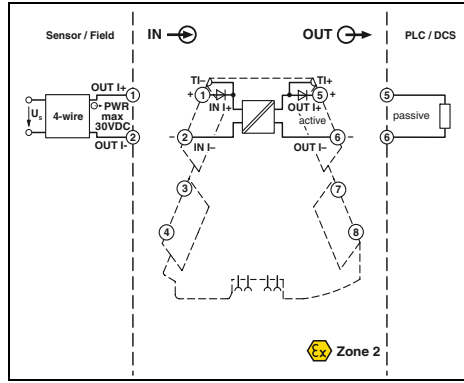 Sensor / Field
IN
OUT
PLC / DCS
OUT I+
1
TI–
TI+
+
1
5
+
5
Us
4-wire
PWR
max
30VDC
IN I+
OUT I+
active
passive
2
OUT I-
–
2
IN I–
OUT I–
6
–
6
3
7
4
8
Ex Zone 2